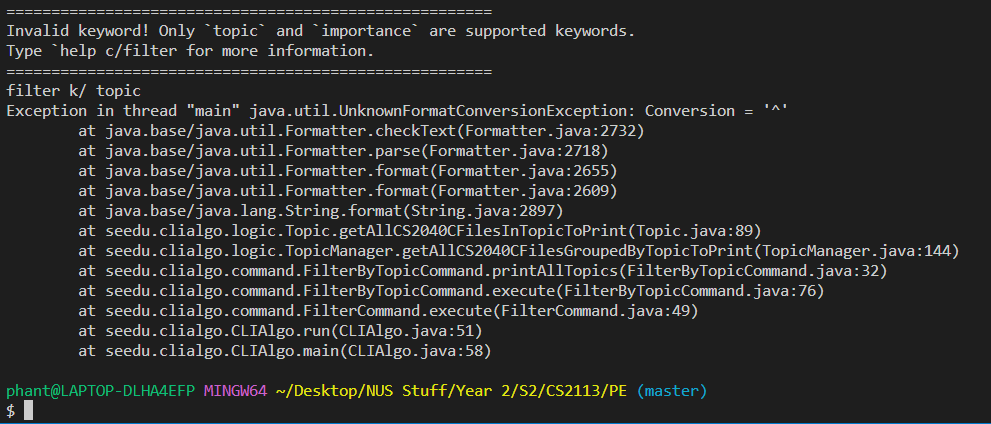 ======================================================
Invalid keyword! Only `topic` and `importance` are supported keywords.
Type `help c/filter for more information.
======================================================
filter k/ topic
Exception in thread "main" java.util.UnknownFormatConversionException: Conversion = '^'
        at java.base/java.util.Formatter.checkText(Formatter.java:2732)
        at java.base/java.util.Formatter.parse(Formatter.java:2718)
        at java.base/java.util.Formatter.format(Formatter.java:2655)
        at java.base/java.util.Formatter.format(Formatter.java:2609)
        at java.base/java.lang.String.format(String.java:2897)
        at seedu.clialgo.logic.Topic.getAllCS2040CFilesInTopicToPrint(Topic.java:89)
        at seedu.clialgo.logic.TopicManager.getAllCS2040CFilesGroupedByTopicToPrint(TopicManager.java:144)
        at seedu.clialgo.command.FilterByTopicCommand.printAllTopics(FilterByTopicCommand.java:32)
        at seedu.clialgo.command.FilterByTopicCommand.execute(FilterByTopicCommand.java:76)
        at seedu.clialgo.command.FilterCommand.execute(FilterCommand.java:49)
        at seedu.clialgo.CLIAlgo.run(CLIAlgo.java:51)
        at seedu.clialgo.CLIAlgo.main(CLIAlgo.java:58)
phant@LAPTOP-DLHA4EFP MINGW64 ~/Desktop/NUS Stuff/Year 2/S2/CS2113/PE (master)
$